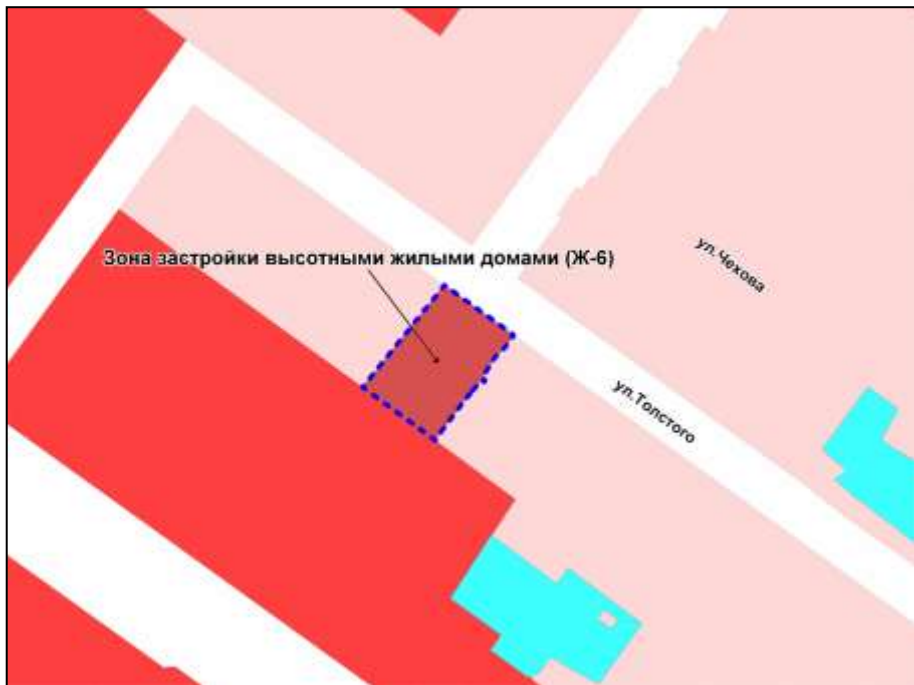 Зона застройки высотными жилыми домами (Ж-6)
ул.Чехова
ул.Толстого